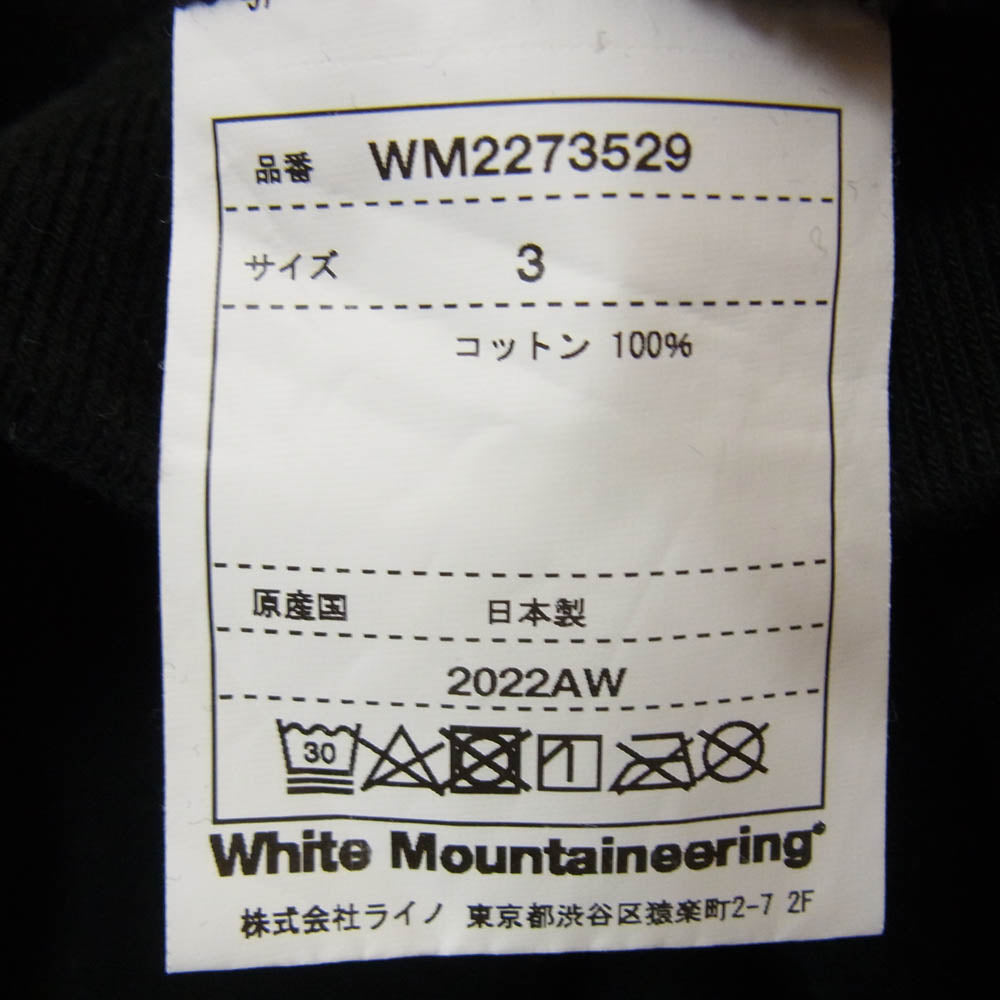 品番 WM2273529
サイズ 3
コットン 100%
原産国 日本製
2022AW
30
White Mountaineering
株式会社ライノ 東京都渋谷区猿楽町2-7 2F